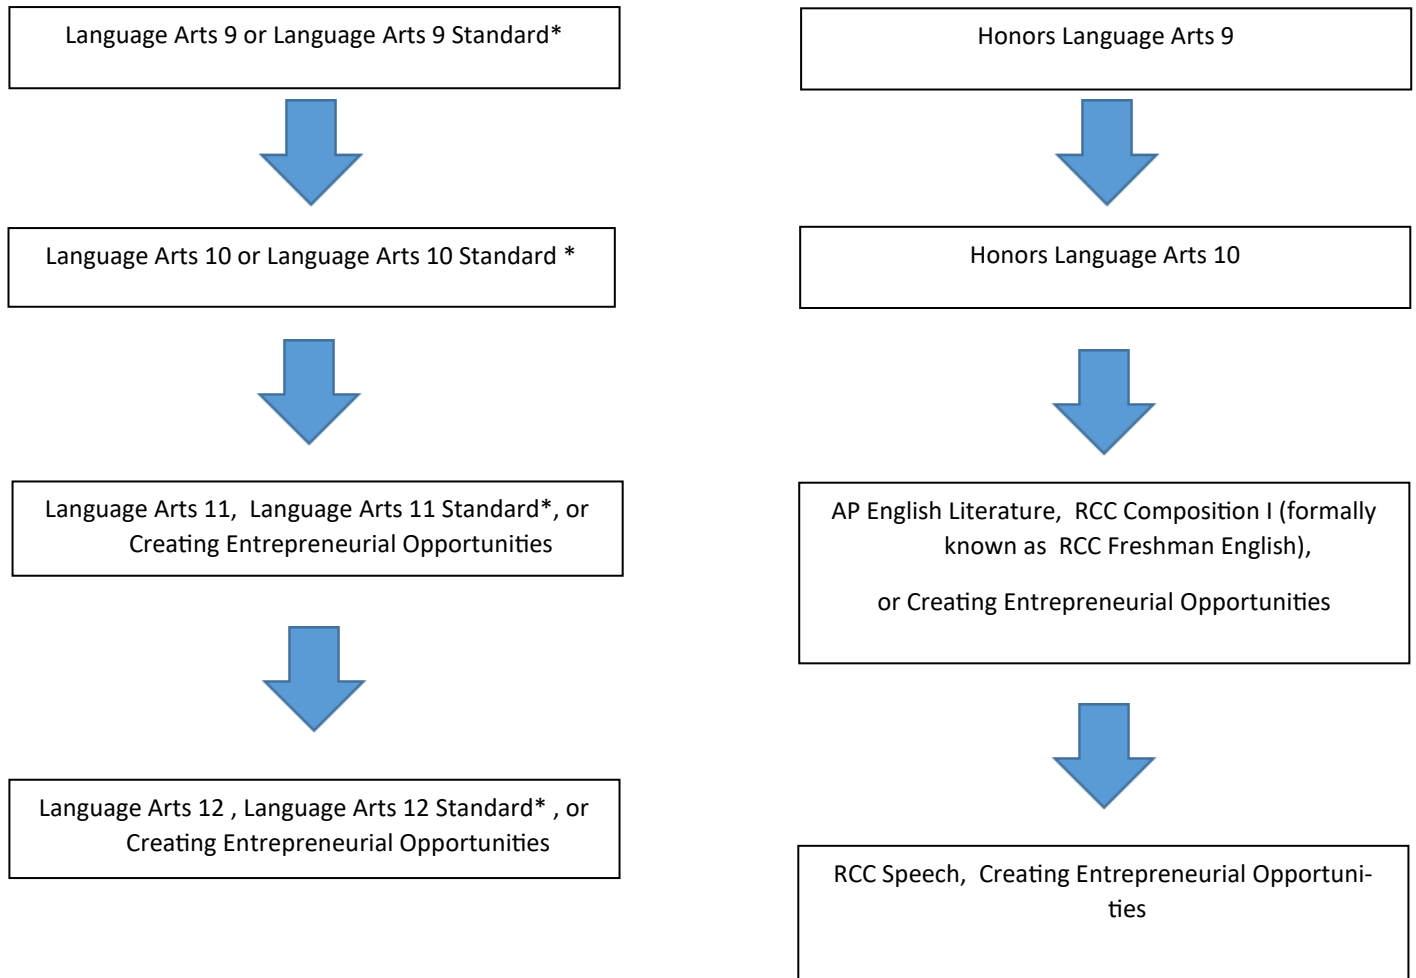 Language Arts 9 or Language Arts 9 Standard*
Language Arts 10 or Language Arts 10 Standard *
Language Arts 11, Language Arts 11 Standard*, or
Creating Entrepreneurial Opportunities
Language Arts 12 , Language Arts 12 Standard* , or
Creating Entrepreneurial Opportunities
Honors Language Arts 9
Honors Language Arts 10
AP English Literature, RCC Composition I (formally
known as RCC Freshman English),
or Creating Entrepreneurial Opportunities
RCC Speech, Creating Entrepreneurial Opportuni-
ties